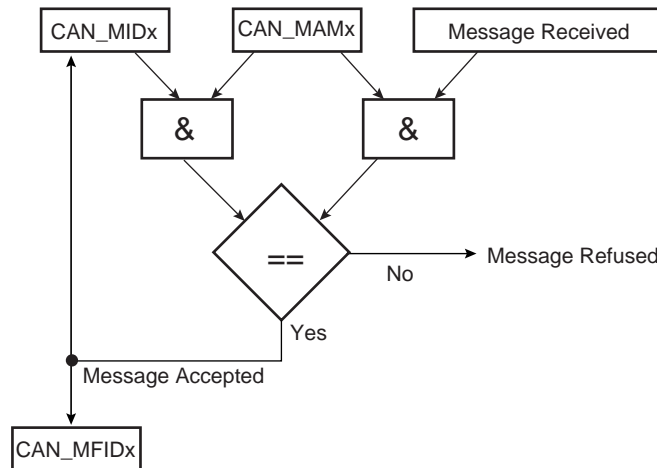 CAN_MIDx
CAN_MAMx
Message Received
&
&
==
No
Message Refused
Yes
Message Accepted
CAN_MFIDx